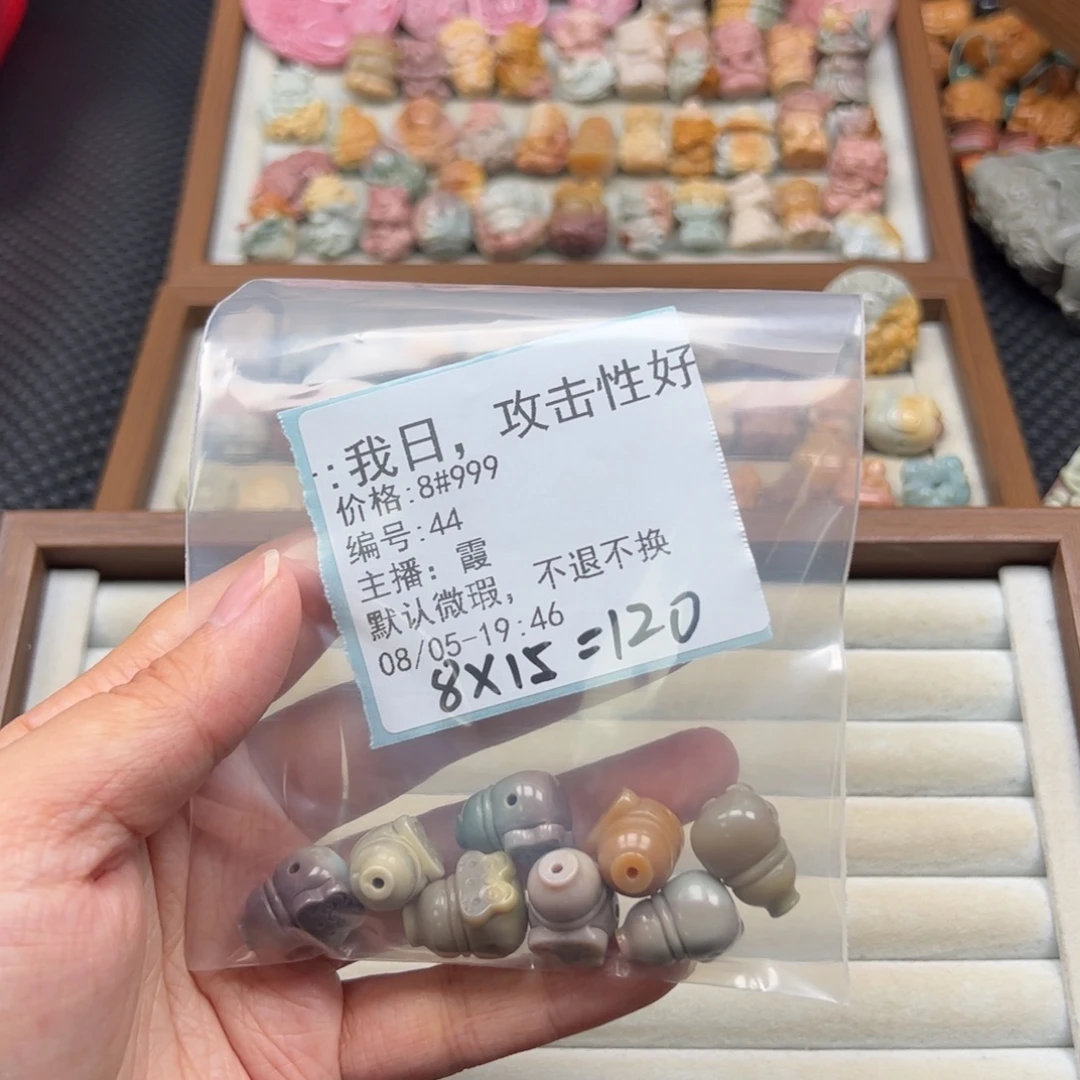 :我日，攻击性好
价格:8#999
编号:44
主播：霞
默认微瑕，不退不换
08/05-19:46
8X15=120